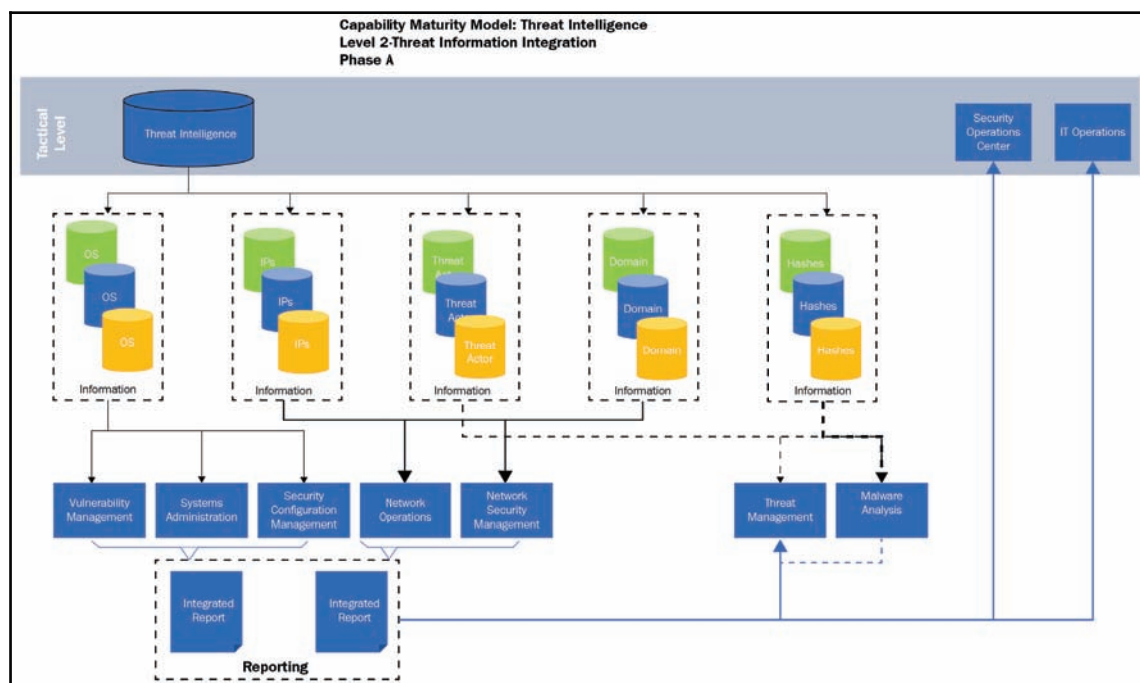 Capability Maturity Model: Threat Intelligence
Level 2-Threat Information Integration
Phase A
Tactical
Level
Threat Intelligence
Security
Operations
Center
IT Operations
OS
OS
OS
Information
IPs
IPs
IPs
Information
Threat
Actor
Threat
Actor
Threat
Actor
Information
Domain
Domain
Domain
Information
Hashes
Hashes
Hashes
Information
Vulnerability
Management
Systems
Administration
Security
Configuration
Management
Network
Operations
Network
Security
Management
Threat
Management
Malware
Analysis
Integrated
Report
Integrated
Report
Reporting